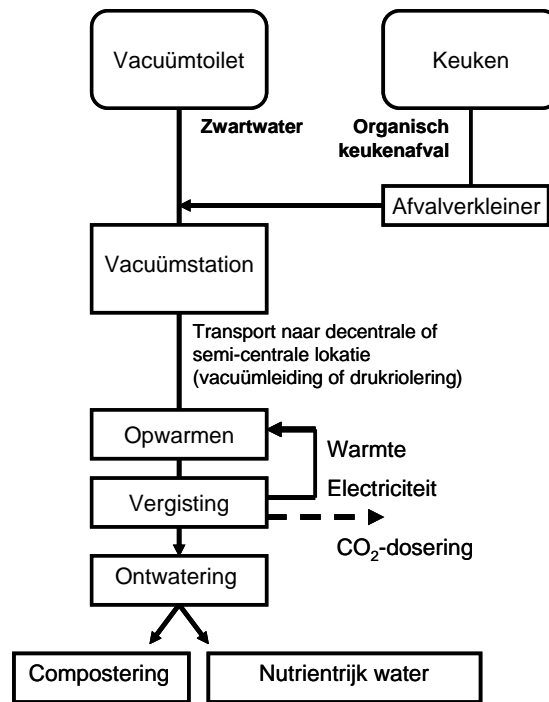 Vacuümtoilet
Keuken
Zwartwater
Organisch
keukenafval
Afvalverkleiner
Vacuümstation
Transport naar decentrale of
semi-centrale lokatie
(vacuümleiding of drukriolering)
Opwarmen
Warmte
Vergisting
Electriciteit
CO₂-dosering
Ontwatering
Compostering
Nutrientrijk water